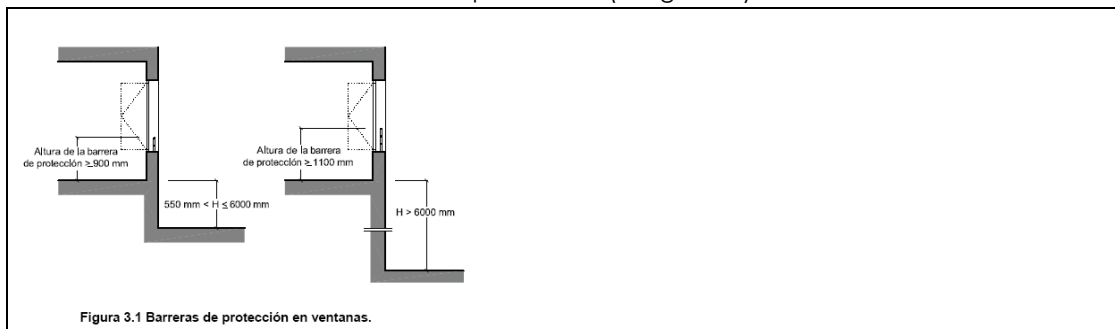 Altura de la barrera
de protección ≥900 mm
550 mm < H ≤ 6000 mm
Altura de la barrera
de protección ≥1100 mm
H > 6000 mm
Figura 3.1 Barreras de protección en ventanas.